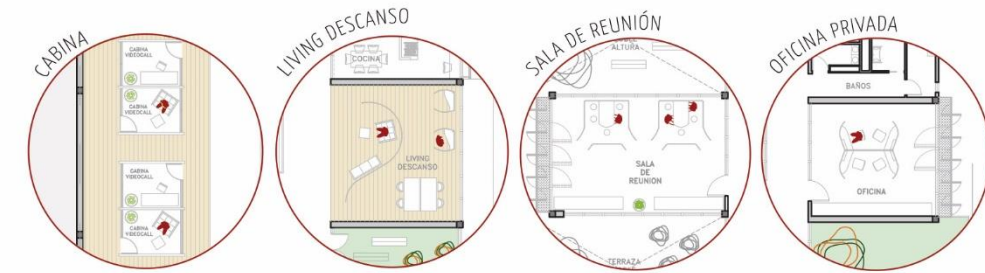 CABINA
CABINA
VIDEOCALL
CABINA
VIDEOCALL
CABINA
VIDEOCALL
CABINA
VIDEOCALL
LIVING DESCANSO
COCINA
LIVING
DESCANSO
SALA DE REUNIÓN
ALTURA
SALA
DE
REUNION
TERRAZA
OFICINA PRIVADA
BAÑOS
OFICINA